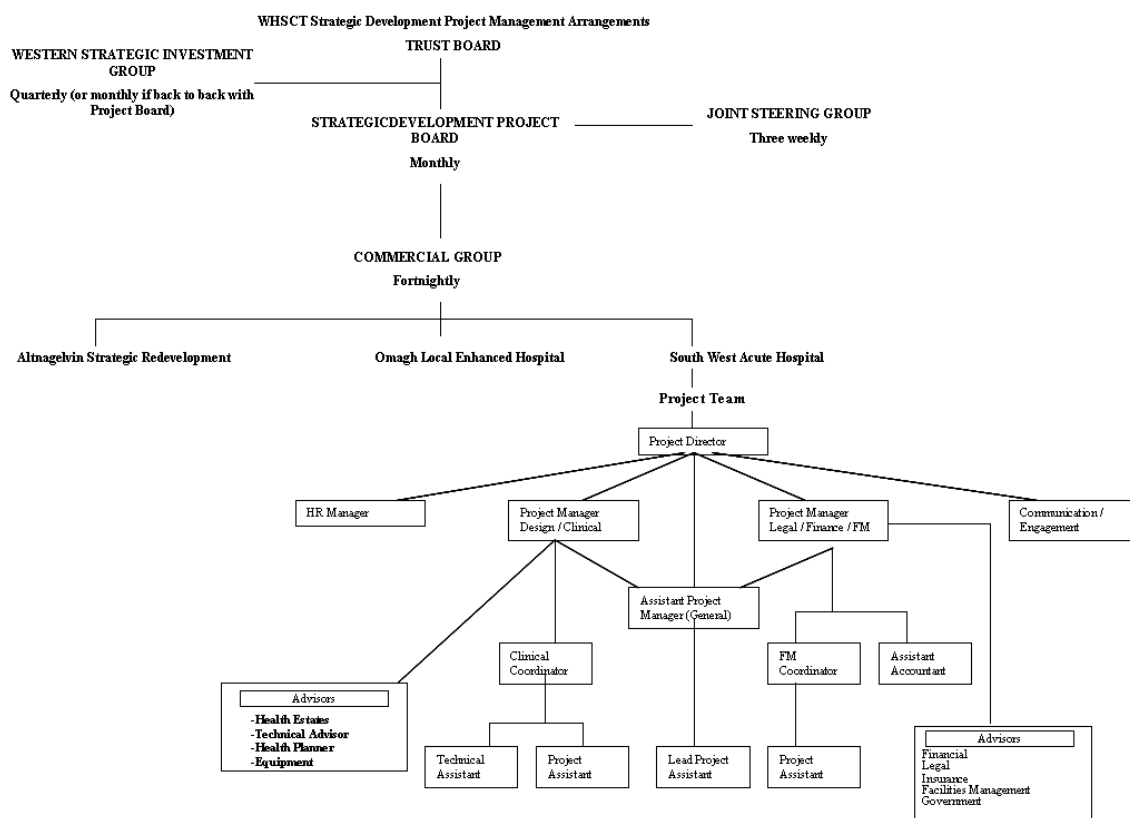 WHSCT Strategic Development Project Management Arrangements
TRUST BOARD
WESTERN STRATEGIC INVESTMENT
GROUP
Quarterly (or monthly if back to back with
Project Board)
STRATEGICDEVELOPMENT PROJECT
BOARD
Monthly
JOINT STEERING GROUP
Three weekly
COMMERCIAL GROUP
Fortnightly
Altnagelvin Strategic Redevelopment
Omagh Local Enhanced Hospital
South West Acute Hospital
Project Team
Project Director
HR Manager
Project Manager
Design / Clinical
Project Manager
Legal / Finance / FM
Communication /
Engagement
Assistant Project
Manager (General)
Clinical
Coordinator
FM
Coordinator
Assistant
Accountant
Advisors
-Health Estates
-Technical Advisor
-Health Planner
-Equipment
Technical
Assistant
Project
Assistant
Lead Project
Assistant
Project
Assistant
Advisors
Financial
Legal
Insurance
Facilities Management
Government